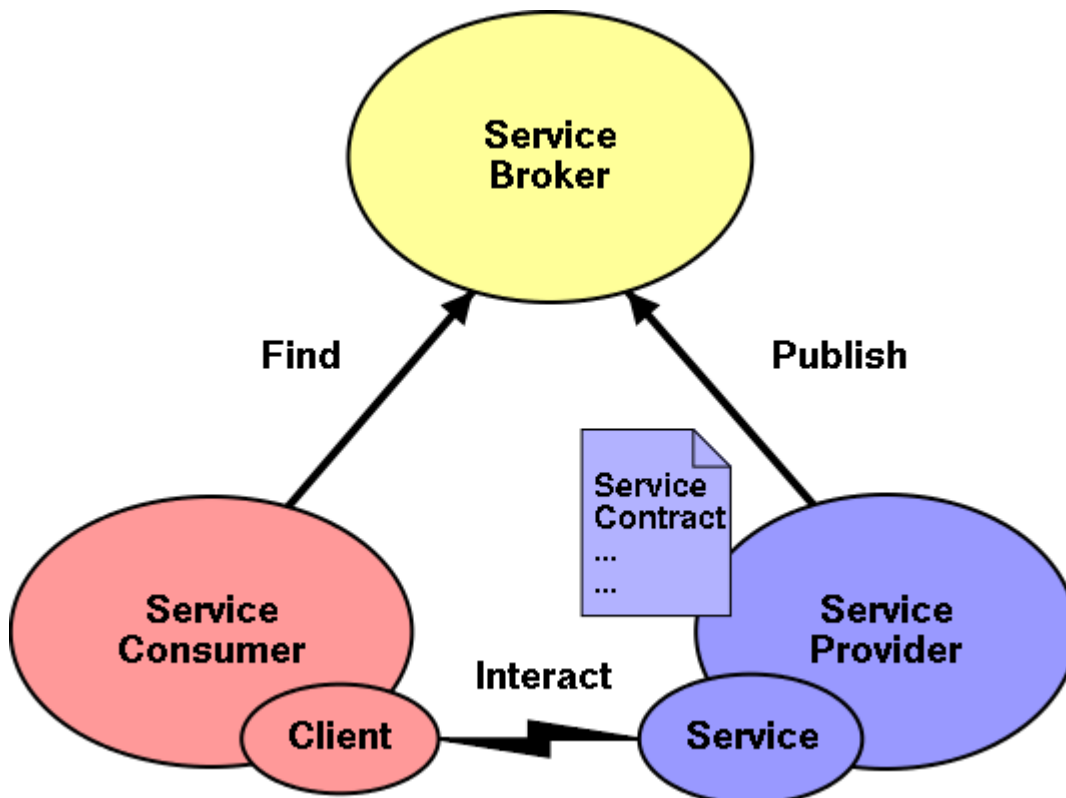 Service
Broker
Find
Publish
Service
Contract
...
...
Service
Consumer
Service
Provider
Interact
Client
Service